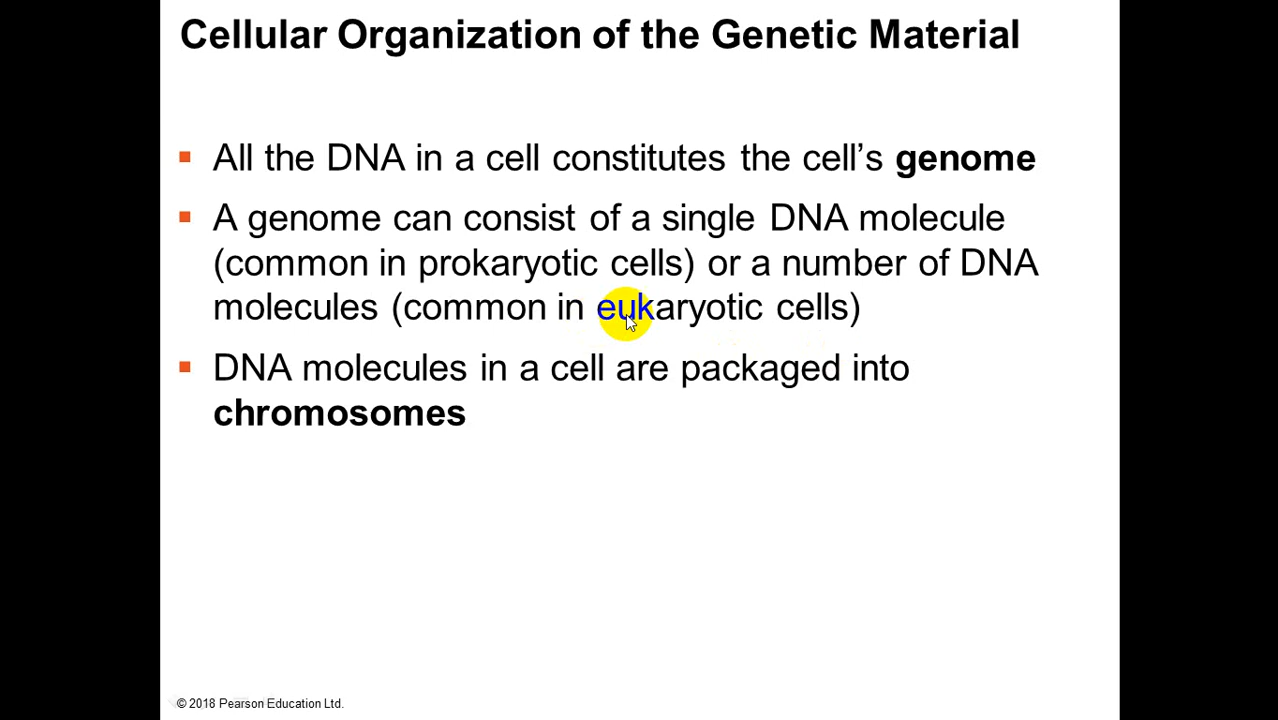 Cellular Organization of the Genetic Material
▪ All the DNA in a cell constitutes the cell’s genome
▪ A genome can consist of a single DNA molecule
(common in prokaryotic cells) or a number of DNA
molecules (common in eukaryotic cells)
▪ DNA molecules in a cell are packaged into
chromosomes
© 2018 Pearson Education Ltd.